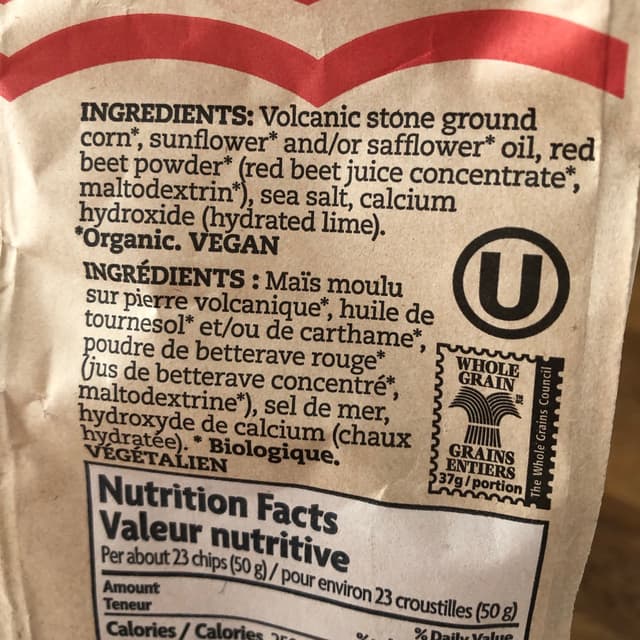 INGREDIENTS: Volcanic stone ground
corn*, sunflower* and/or safflower* oil, red
beet powder* (red beet juice concentrate*,
maltodextrin*), sea salt, calcium
hydroxide (hydrated lime).
*Organic. VEGAN
INGRÉDIENTS : Maïs moulu
sur pierre volcanique*, huile de
tournesol* et/ou de carthame*,
poudre de betterave rouge*
(jus de betterave concentré*,
maltodextrine*), sel de mer,
hydroxyde de calcium (chaux
hydratée). * Biologique.
VÉGÉTALIEN
U
WHOLE
GRAIN
GRAINS
ENTIERS
37g/portion
The Whole Grains Council
Nutrition Facts
Valeur nutritive
Per about 23 chips (50 g) / pour environ 23 croustilles (50 g)
Amount
Teneur
% Daily Value
Calories / Calories